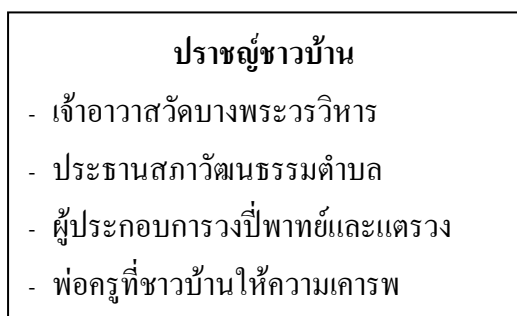 ปราชญ์ชาวบ้าน
- เจ้าอาวาสวัดบางพระวรวิหาร
- ประธานสภาวัฒนธรรมตำบล
- ผู้ประกอบการวงปี่พาทย์และแตรวง
- พ่อครูที่ชาวบ้านให้ความเคารพ